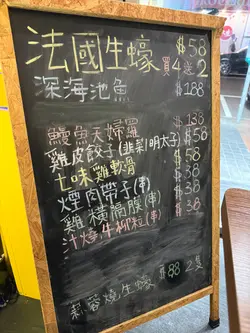 法國生蠔 $58
買4送2
深海池魚 $188
鰻魚天婦羅 $138
雞皮餃子(韭菜/明太子) $58
七味雞軟骨 $58
煙肉帶子(串) $38
雞橫隔膜(串) $38
汁燒牛柳粒(串) $38
芙蓉燒生蠔 $88 2隻